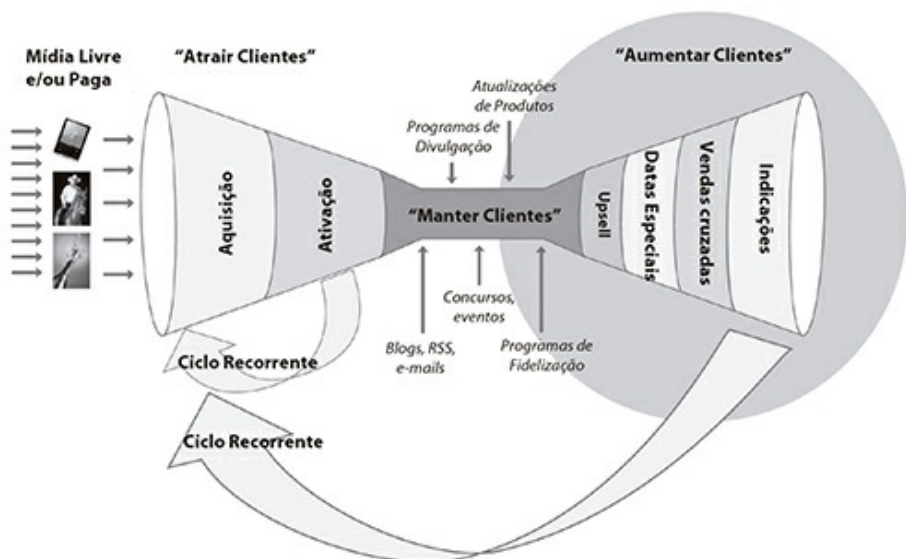 Mídia Livre
e/ou Paga
“Atrair Clientes”
“Aumentar Clientes”
Atualizações
de Produtos
Programas de
Divulgação
Aquisição
Ativação
“Manter Clientes”
Upsell
Datas Especiais
Vendas cruzadas
Indicações
Concursos,
eventos
Blogs, RSS,
e-mails
Programas de
Fidelização
Ciclo Recorrente
Ciclo Recorrente